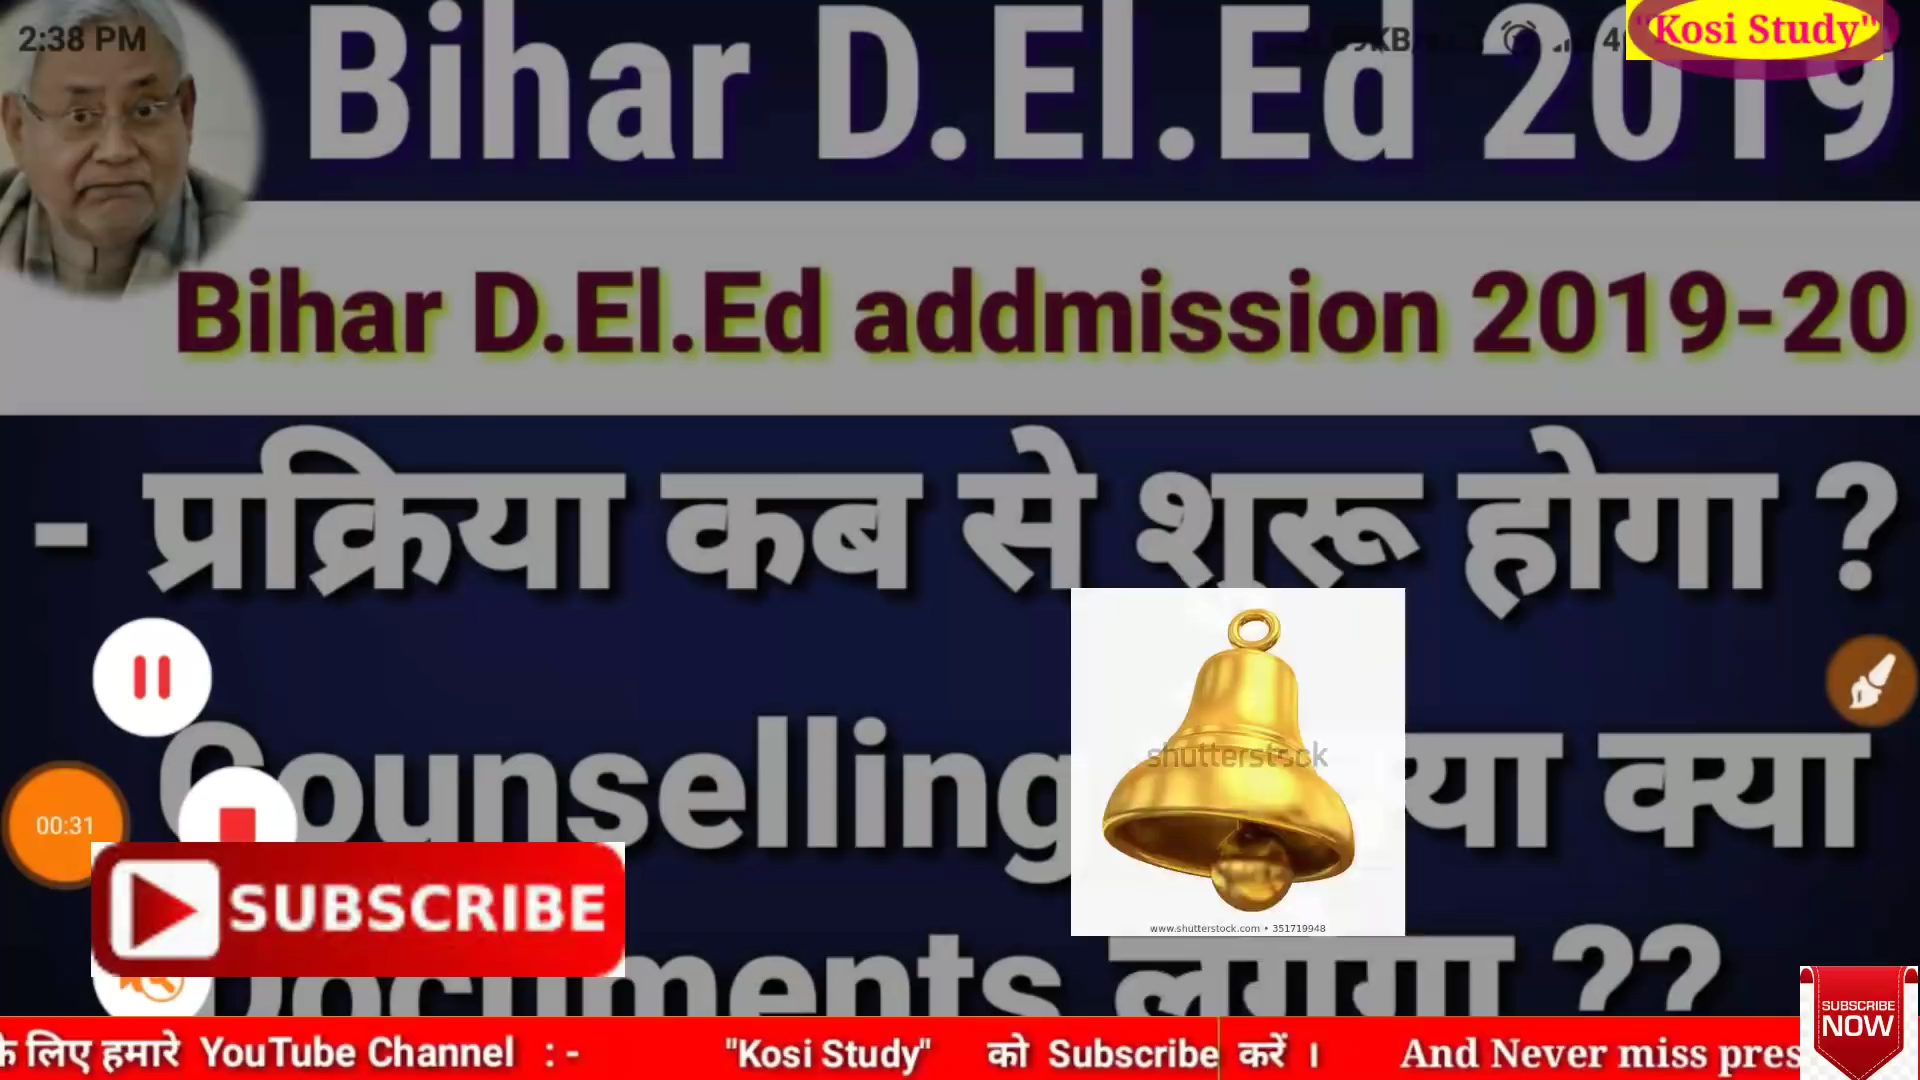 2:38 PM
"Kosi Study"
Bihar D.El.Ed 2019
Bihar D.El.Ed addmission 2019-20
- प्रक्रिया कब से शुरू होगा ?
Counselling
या क्या
shutterstock
00:31
SUBSCRIBE
www.shutterstock.com • 351719948
Documents लगेगा ??
SUBSCRIBE
NOW
के लिए हमारे YouTube Channel : - "Kosi Study" को Subscribe करें । And Never miss pres